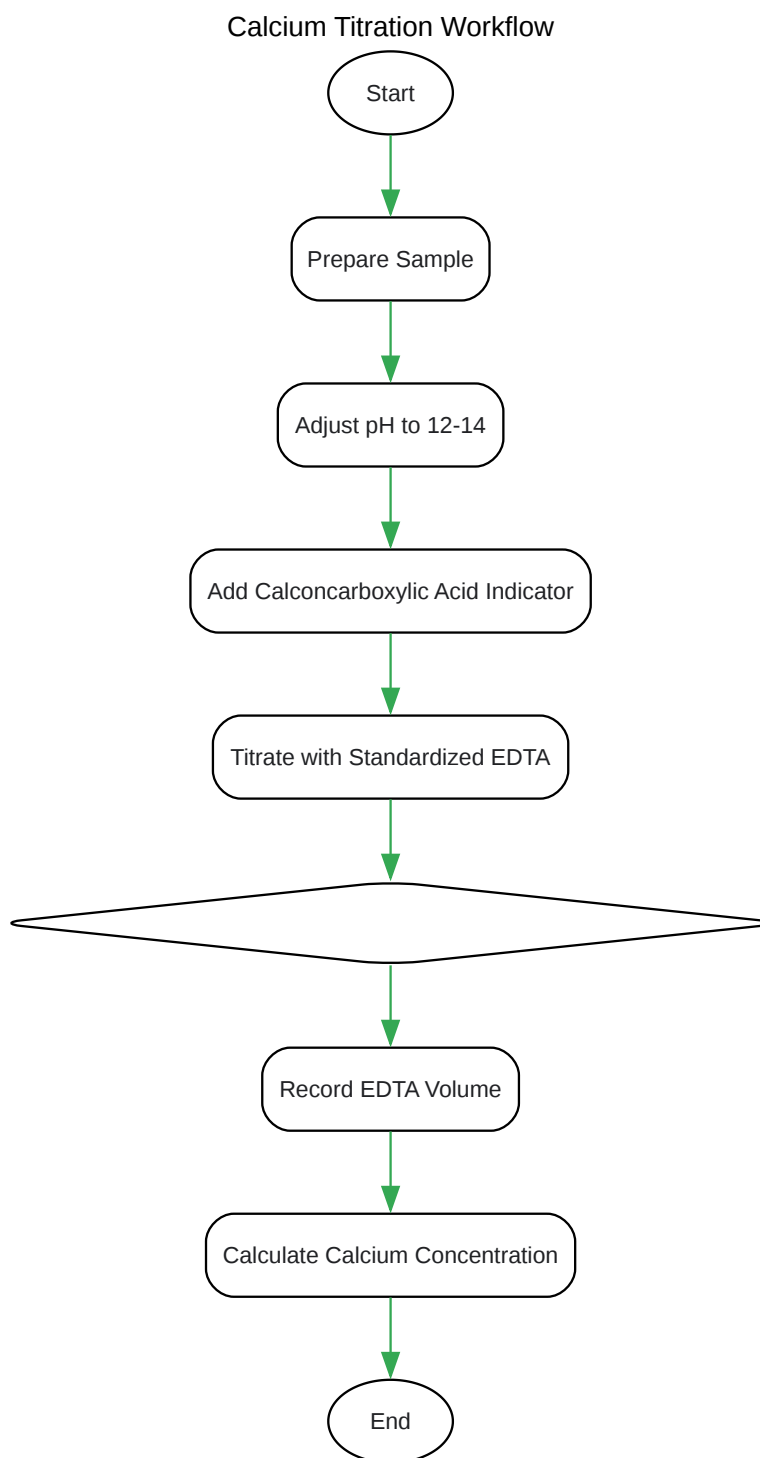 Calcium Titration Workflow
Start
Prepare Sample
Adjust pH to 12-14
Add Calconcarboxylic Acid Indicator
Titrate with Standardized EDTA
Record EDTA Volume
Calculate Calcium Concentration
End